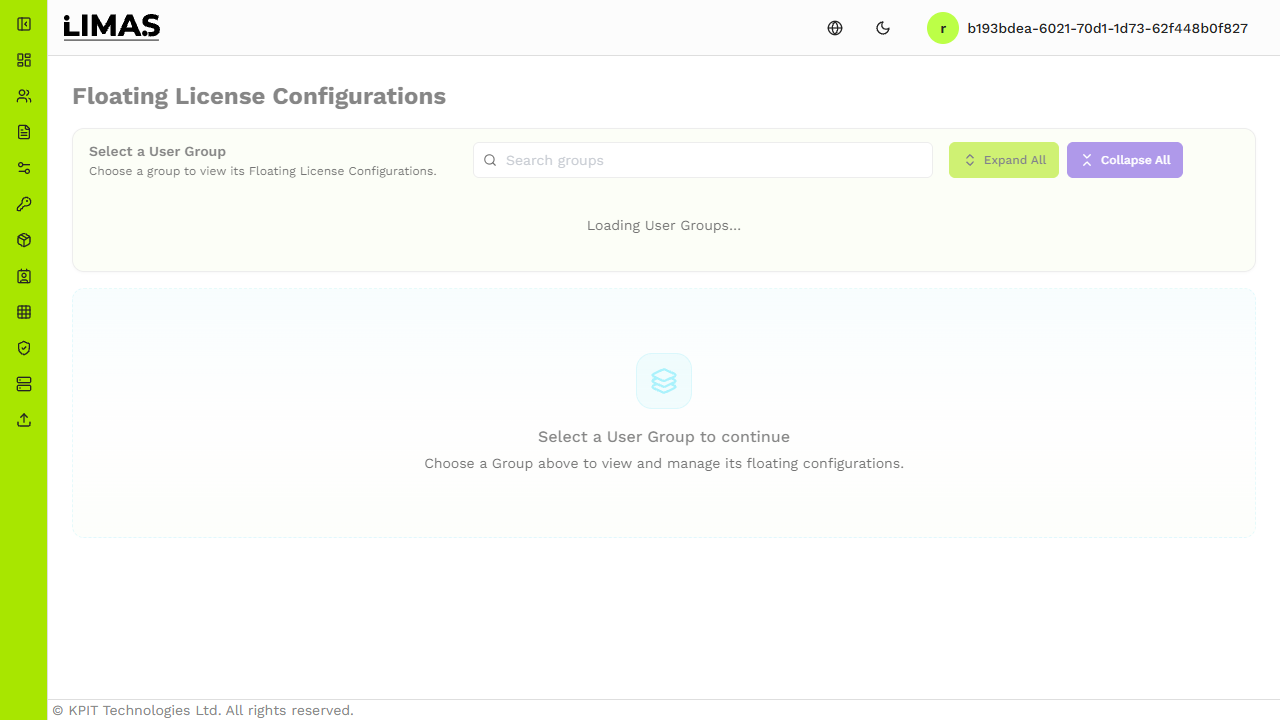 LIMAS
r
b193bdea-6021-70d1-1d73-62f448b0f827
Floating License Configurations
Select a User Group
Choose a group to view its Floating License Configurations.
Search groups
Expand All
Collapse All
Loading User Groups...
Select a User Group to continue
Choose a Group above to view and manage its floating configurations.
© KPIT Technologies Ltd. All rights reserved.